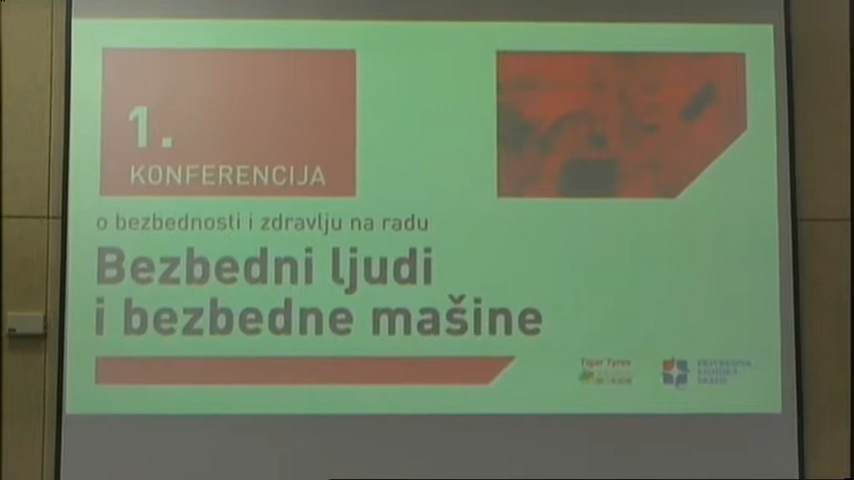 1.
KONFERENCIJA
o bezbednosti i zdravlju na radu
Bezbedni ljudi
i bezbedne mašine
Tigar Tyres